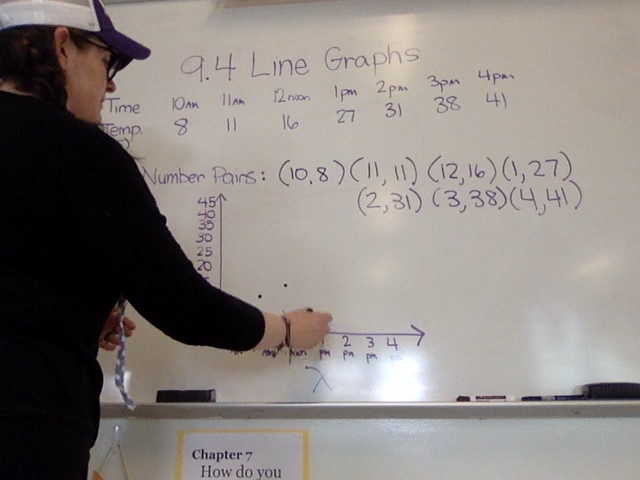 9.4 Line Graphs
Time 10AM 11AM 12noon 1pm 2pm 3pm 4pm
Temp. 8 11 16 27 31 38 41
Number Pairs: (10,8) (11,11) (12,16) (1,27)
(2,31) (3,38) (4,41)
45
40
35
30
25
20
2 3 4
pm pm pm
x
Chapter 7
How do you